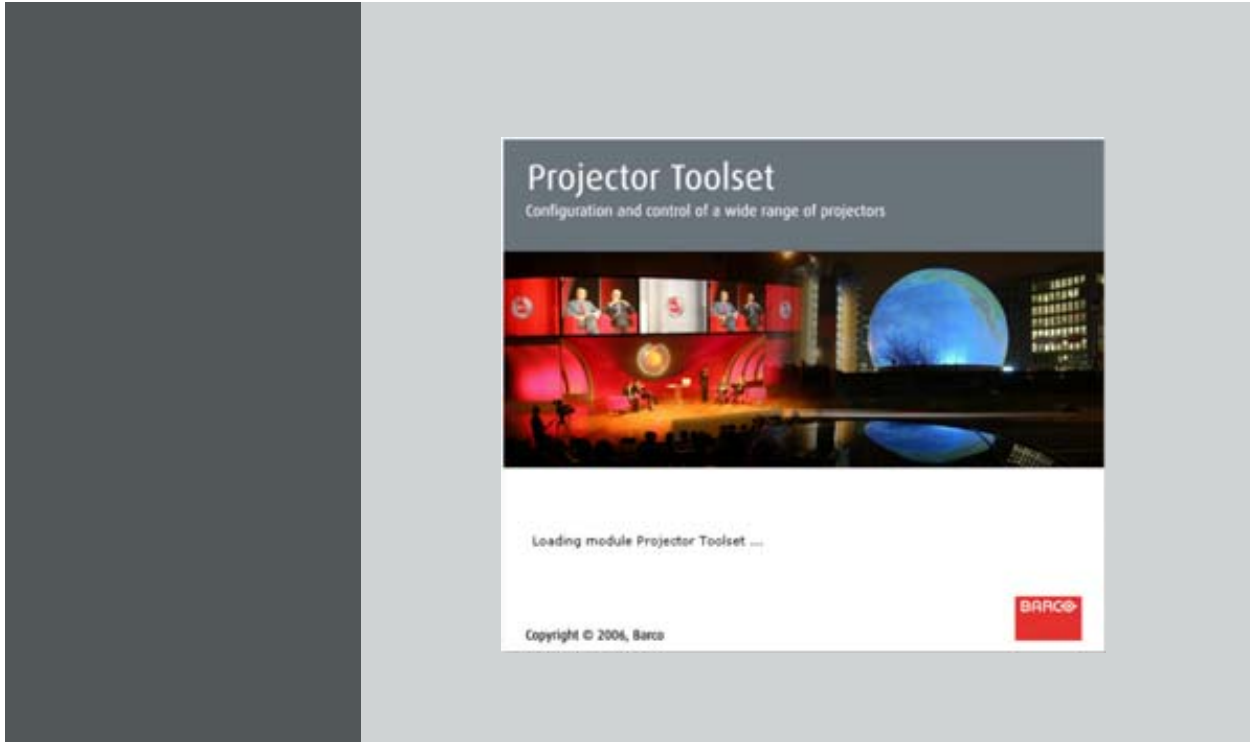 Projector Toolset
Configuration and control of a wide range of projectors
Loading module Projector Toolset ....
BARCO
Copyright © 2006, Barco